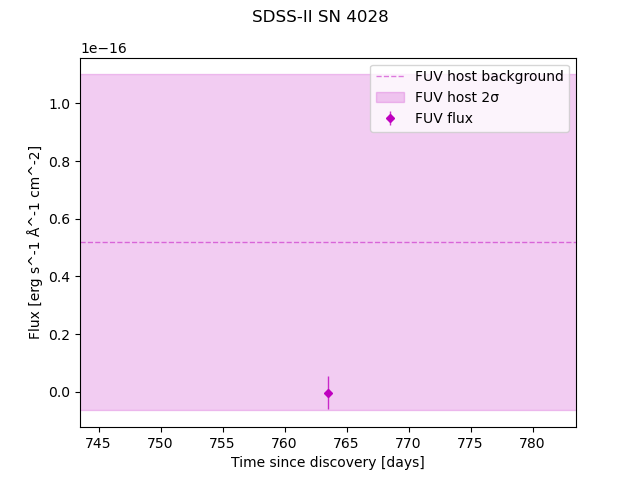 SDSS-II SN 4028
1e−16
FUV host background
FUV host 2σ
FUV flux
1.0
0.8
0.6
0.4
0.2
0.0
Flux [erg s^-1 Å^-1 cm^-2]
745 750 755 760 765 770 775 780
Time since discovery [days]